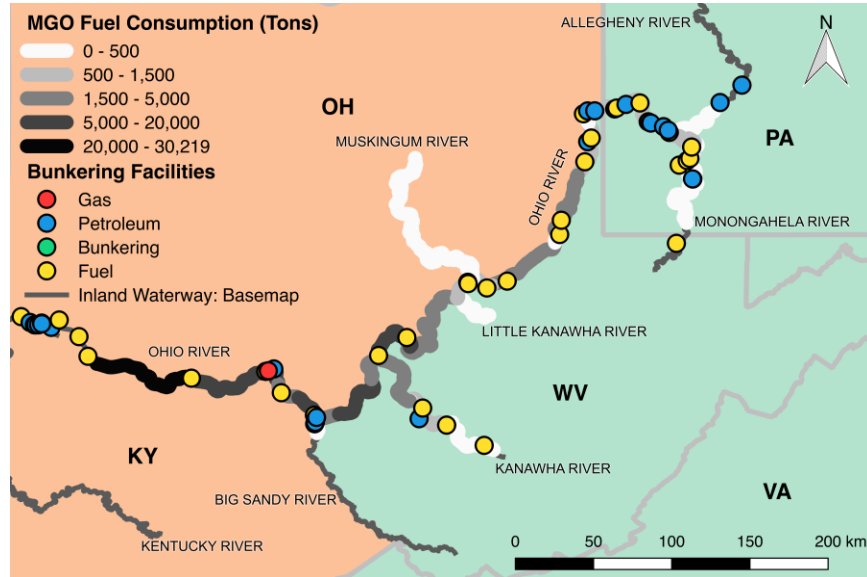 MGO Fuel Consumption (Tons)
0 - 500
500 - 1,500
1,500 - 5,000
5,000 - 20,000
20,000 - 30,219
Bunkering Facilities
Gas
Petroleum
Bunkering
Fuel
Inland Waterway: Basemap
ALLEGHENY RIVER
N
OH
PA
MUSKINGUM RIVER
OHIO RIVER
MONONGAHELA RIVER
LITTLE KANAWHA RIVER
OHIO RIVER
WV
KY
KANAWHA RIVER
BIG SANDY RIVER
VA
KENTUCKY RIVER
0 50 100 150 200 km